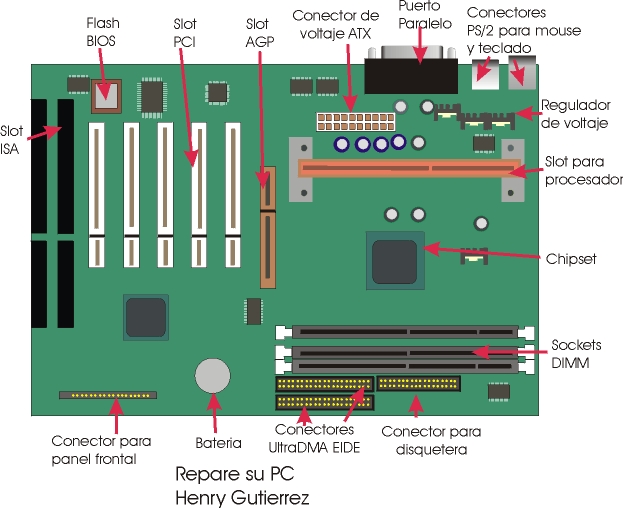 Flash
BIOS
Slot
PCI
Slot
AGP
Conector de
voltaje ATX
Puerto
Paralelo
Conectores
PS/2 para mouse
y teclado
Slot
ISA
Regulador
de voltaje
Slot para
procesador
Chipset
Sockets
DIMM
Conector para
panel frontal
Bateria
Conectores
UltraDMA EIDE
Conector para
disquetera
Repare su PC
Henry Gutierrez